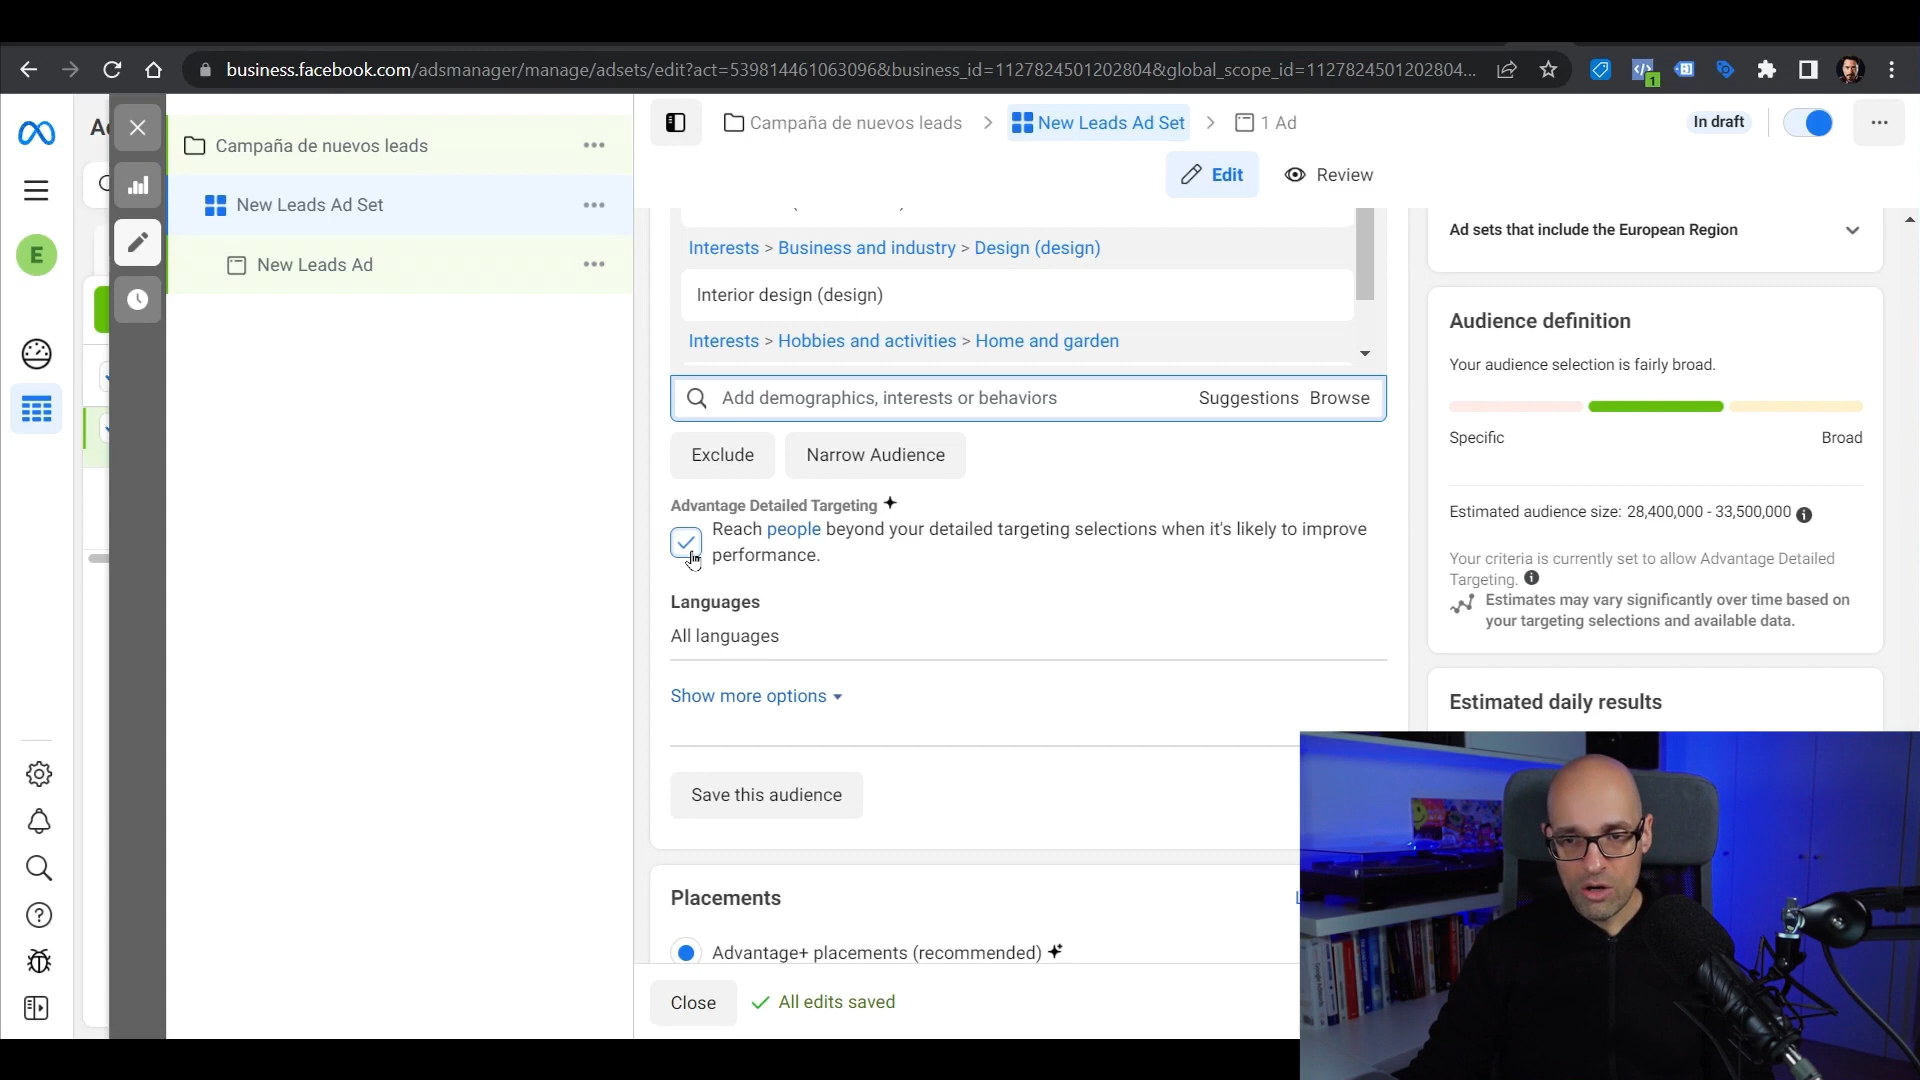 business.facebook.com/adsmanager/manage/adsets/edit?act=539814461063096&business_id=1127824501202804&global_scope_id=1127824501202804...
1
E
Campaña de nuevos leads
New Leads Ad Set
New Leads Ad
Campaña de nuevos leads
New Leads Ad Set
1 Ad
In draft
Edit
Review
Interests > Business and industry > Design (design)
Interior design (design)
Interests > Hobbies and activities > Home and garden
Add demographics, interests or behaviors
Suggestions
Browse
Exclude
Narrow Audience
Advantage Detailed Targeting
Reach people beyond your detailed targeting selections when it's likely to improve
performance.
Languages
All languages
Show more options
Save this audience
Placements
Advantage+ placements (recommended)
Close
All edits saved
Ad sets that include the European Region
Audience definition
Your audience selection is fairly broad.
Specific
Broad
Estimated audience size: 28,400,000 - 33,500,000
Your criteria is currently set to allow Advantage Detailed
Targeting.
Estimates may vary significantly over time based on
your targeting selections and available data.
Estimated daily results